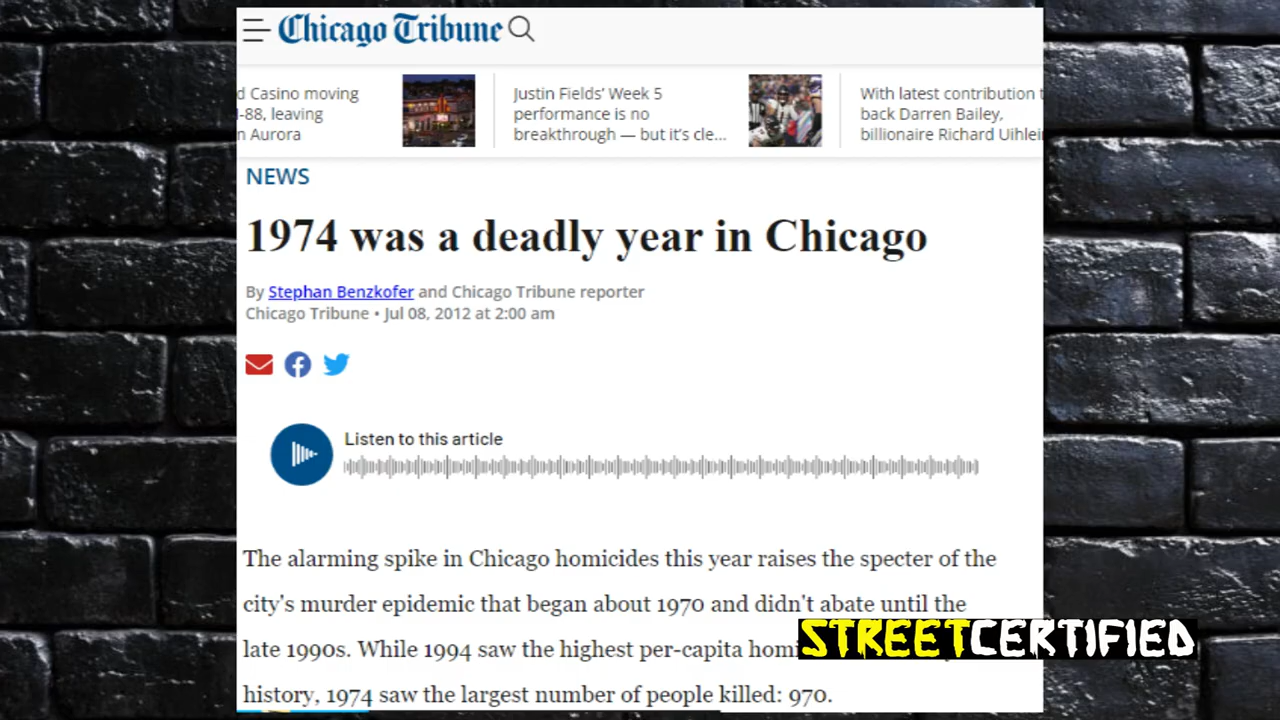 Chicago Tribune
d Casino moving
-88, leaving
n Aurora
Justin Fields' Week 5
performance is no
breakthrough — but it's cle...
With latest contribution t
back Darren Bailey,
billionaire Richard Uihlei
NEWS
1974 was a deadly year in Chicago
By Stephan Benzkofer and Chicago Tribune reporter
Chicago Tribune • Jul 08, 2012 at 2:00 am
Listen to this article
The alarming spike in Chicago homicides this year raises the specter of the
city's murder epidemic that began about 1970 and didn't abate until the
late 1990s. While 1994 saw the highest per-capita homi
STREETCERTIFIED
history, 1974 saw the largest number of people killed: 970.